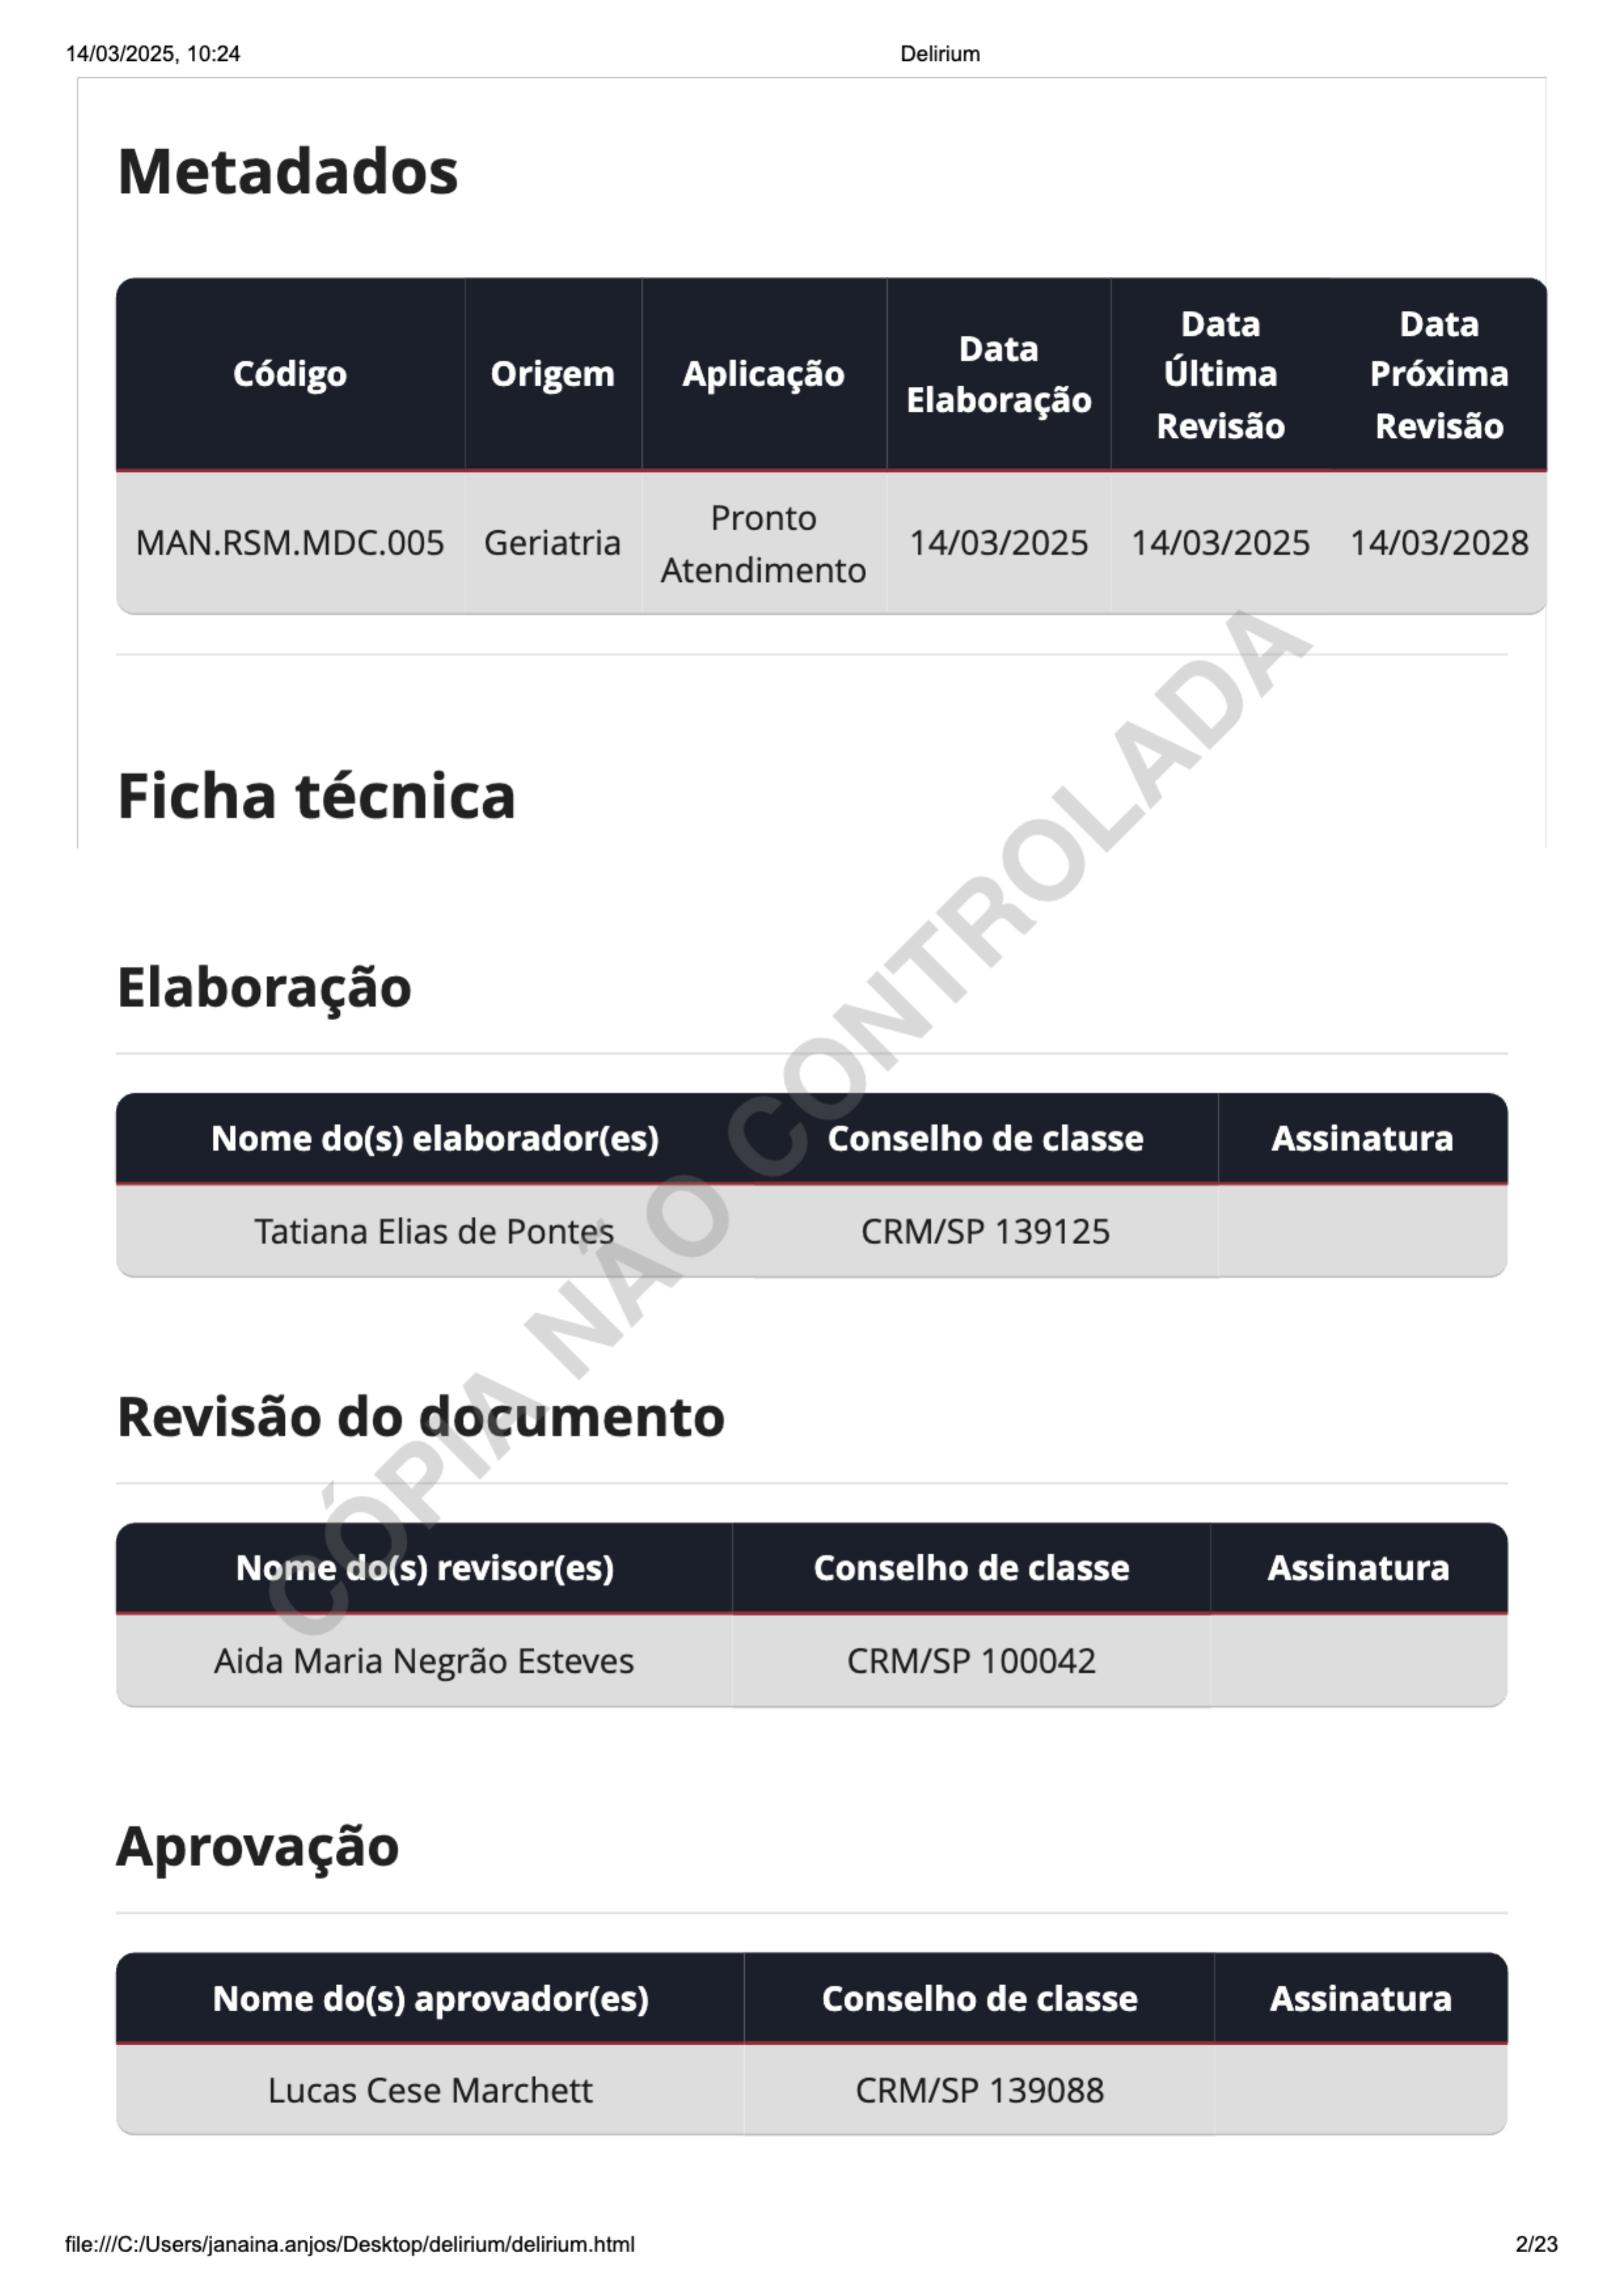 14/03/2025, 10:24 Delirium
Metadados
Código Origem Aplicação Data Elaboração Data Última Revisão Data Próxima Revisão
MAN.RSM.MDC.005 Geriatria Pronto Atendimento 14/03/2025 14/03/2025 14/03/2028
Ficha técnica
Elaboração
Nome do(s) elaborador(es) Conselho de classe Assinatura
Tatiana Elias de Pontes CRM/SP 139125
Revisão do documento
Nome do(s) revisor(es) Conselho de classe Assinatura
Aida Maria Negrão Esteves CRM/SP 100042
Aprovação
Nome do(s) aprovador(es) Conselho de classe Assinatura
Lucas Cese Marchett CRM/SP 139088
CÓPIA NÃO CONTROLADA
file:///C:/Users/janaina.anjos/Desktop/delirium/delirium.html 2/23